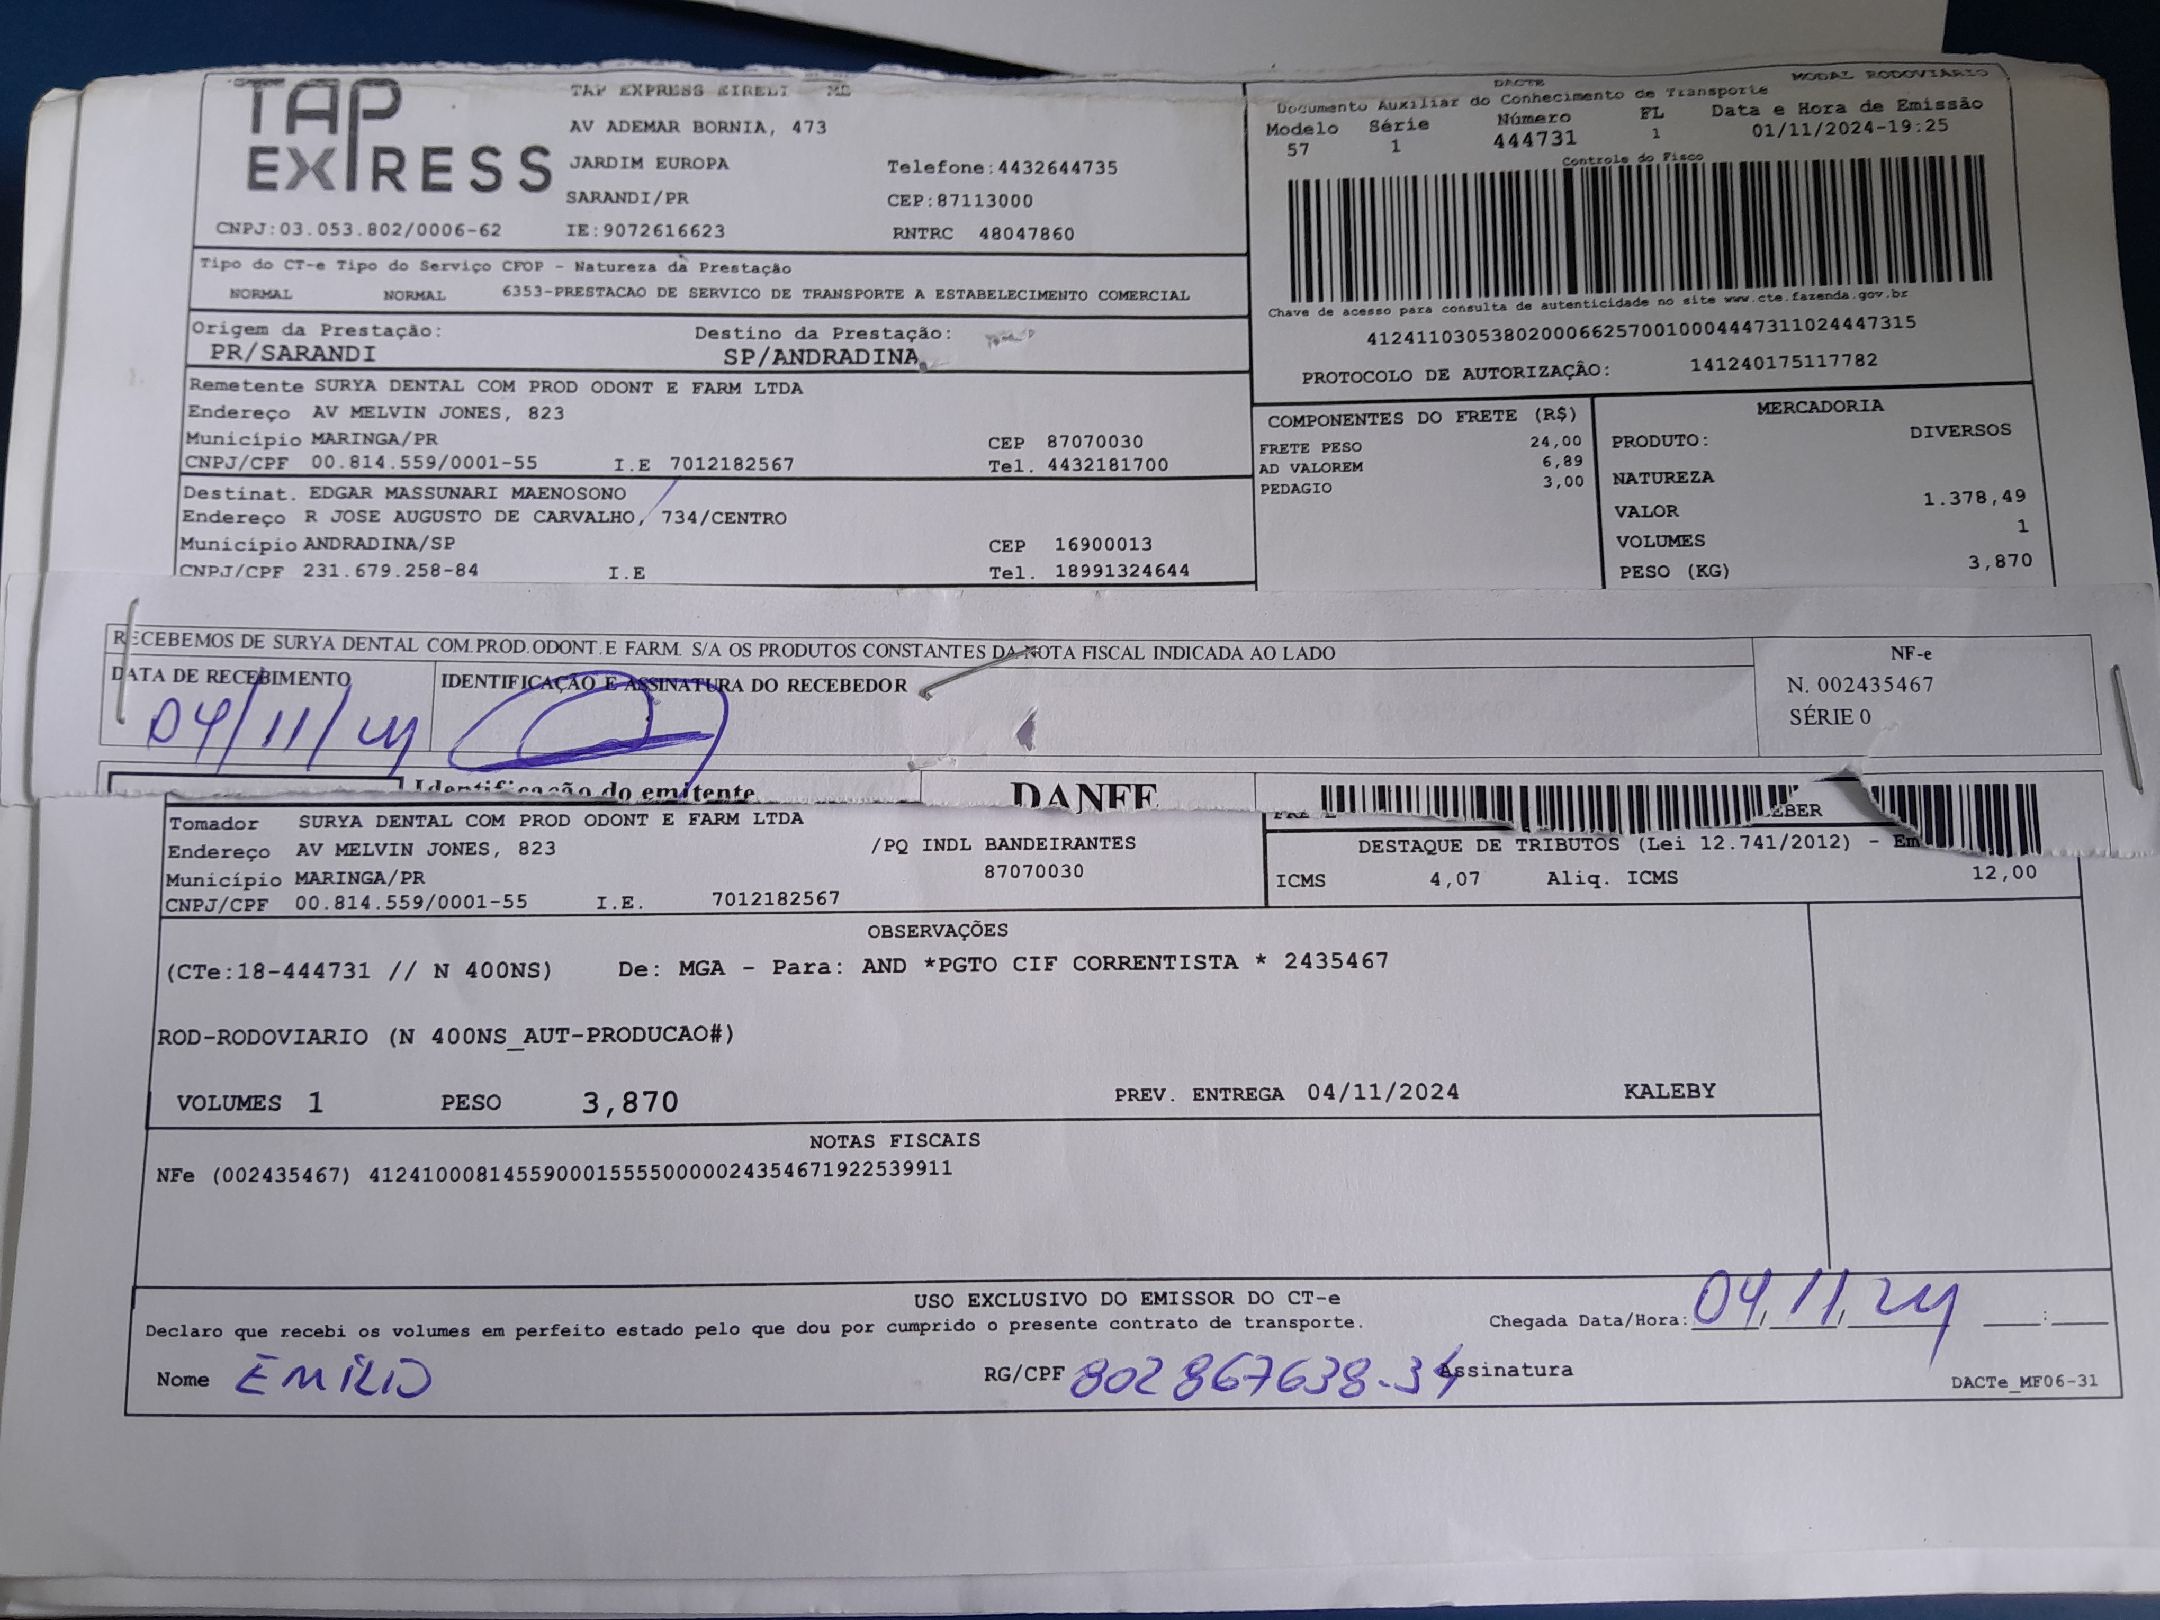 TAP EXPRESS
TAP EXPRESS EIRELI ME
AV ADEMAR BORNIA, 473
JARDIM EUROPA Telefone:4432644735
SARANDI/PR CEP:87113000
CNPJ:03.053.802/0006-62 IE:9072616623 RNTRC 48047860
DACTE MODAL RODOVIARIO
Documento Auxiliar do Conhecimento de Transporte
Modelo Série Número FL Data e Hora de Emissão
57 1 444731 1 01/11/2024-19:25
Controle do Fisco
Chave de acesso para consulta de autenticidade no site www.cte.fazenda.gov.br
41241103053802000662570010004447311024447315
PROTOCOLO DE AUTORIZAÇÂO: 141240175117782
Tipo do CT-e Tipo do Serviço CFOP - Natureza da Prestação
NORMAL NORMAL 6353-PRESTACAO DE SERVICO DE TRANSPORTE A ESTABELECIMENTO COMERCIAL
Origem da Prestação: Destino da Prestação:
PR/SARANDI SP/ANDRADINA
Remetente SURYA DENTAL COM PROD ODONT E FARM LTDA
Endereço AV MELVIN JONES, 823
Município MARINGA/PR CEP 87070030
CNPJ/CPF 00.814.559/0001-55 I.E 7012182567 Tel. 4432181700
Destinat. EDGAR MASSUNARI MAENOSONO
Endereço R JOSE AUGUSTO DE CARVALHO, 734/CENTRO
Município ANDRADINA/SP CEP 16900013
CNPJ/CPF 231.679.258-84 I.E Tel. 18991324644
COMPONENTES DO FRETE (R$)
FRETE PESO 24,00
AD VALOREM 6,89
PEDAGIO 3,00
MERCADORIA
PRODUTO: DIVERSOS
NATUREZA
VALOR 1.378,49
VOLUMES 1
PESO (KG) 3,870
RECEBEMOS DE SURYA DENTAL COM.PROD.ODONT.E FARM. S/A OS PRODUTOS CONSTANTES DA NOTA FISCAL INDICADA AO LADO
DATA DE RECEBIMENTO IDENTIFICAÇÃO E ASSINATURA DO RECEBEDOR
04/11/24
NF-e
N. 002435467
SÉRIE 0
Identificação do emitente DANFE
Tomador SURYA DENTAL COM PROD ODONT E FARM LTDA
Endereço AV MELVIN JONES, 823 /PQ INDL BANDEIRANTES
Município MARINGA/PR 87070030
CNPJ/CPF 00.814.559/0001-55 I.E. 7012182567
DESTAQUE DE TRIBUTOS (Lei 12.741/2012) - Em
ICMS 4,07 Aliq. ICMS 12,00
OBSERVAÇÕES
(CTe:18-444731 // N 400NS) De: MGA - Para: AND *PGTO CIF CORRENTISTA * 2435467
ROD-RODOVIARIO (N 400NS_AUT-PRODUCAO#)
VOLUMES 1 PESO 3,870 PREV. ENTREGA 04/11/2024 KALEBY
NOTAS FISCAIS
NFe (002435467) 41241000814559000155550000024354671922539911
USO EXCLUSIVO DO EMISSOR DO CT-e
Declaro que recebi os volumes em perfeito estado pelo que dou por cumprido o presente contrato de transporte. Chegada Data/Hora: 04/11/24
Nome EMILIO RG/CPF 802867638-34 Assinatura
DACTe_MF06-31